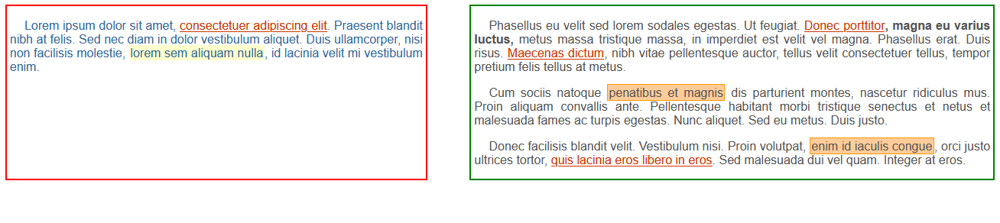 Lorem ipsum dolor sit amet, consectetuer adipiscing elit. Praesent blandit
nibh at felis. Sed nec diam in dolor vestibulum aliquet. Duis ullamcorper, nisi
non facilisis molestie, lorem sem aliquam nulla, id lacinia velit mi vestibulum
enim.
Phasellus eu velit sed lorem sodales egestas. Ut feugiat. Donec porttitor, magna eu varius
luctus, metus massa tristique massa, in imperdiet est velit vel magna. Phasellus erat. Duis
risus. Maecenas dictum, nibh vitae pellentesque auctor, tellus velit consectetuer tellus, tempor
pretium felis tellus at metus.
Cum sociis natoque penatibus et magnis dis parturient montes, nascetur ridiculus mus.
Proin aliquam convallis ante. Pellentesque habitant morbi tristique senectus et netus et
malesuada fames ac turpis egestas. Nunc aliquet. Sed eu metus. Duis justo.
Donec facilisis blandit velit. Vestibulum nisi. Proin volutpat, enim id iaculis congue, orci justo
ultrices tortor, quis lacinia eros libero in eros. Sed malesuada dui vel quam. Integer at eros.